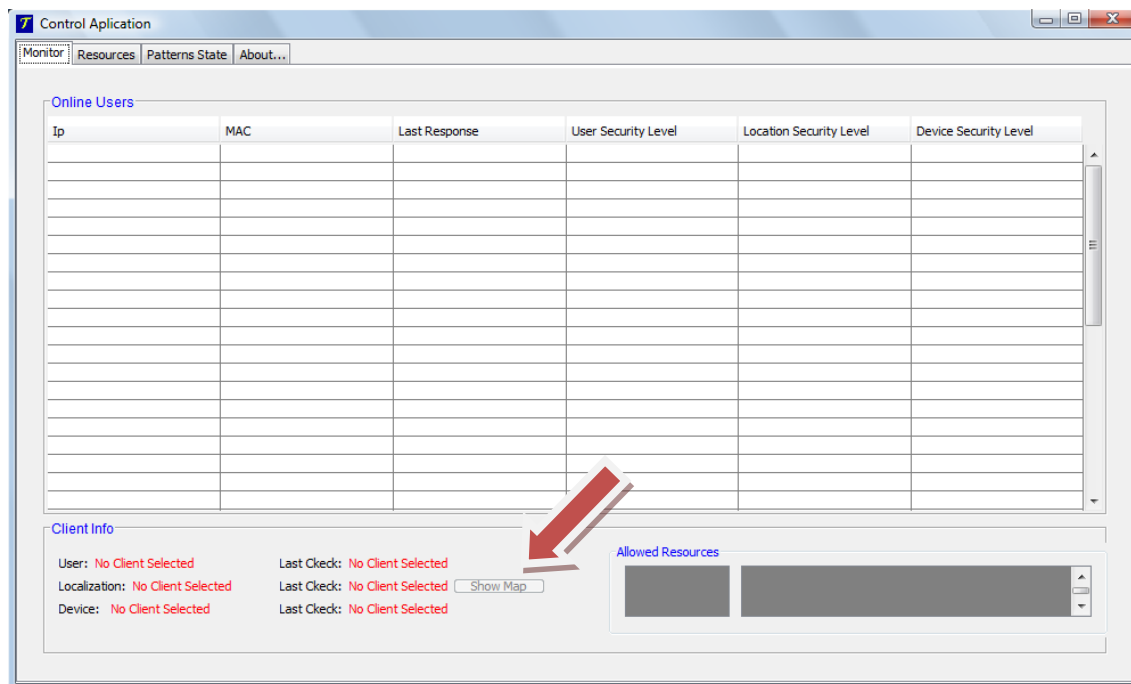 Control Aplication
Monitor Resources Patterns State About...
Online Users
Ip MAC Last Response User Security Level Location Security Level Device Security Level
Client Info
User: No Client Selected Last Ckeck: No Client Selected
Localization: No Client Selected Last Ckeck: No Client Selected Show Map
Device: No Client Selected Last Ckeck: No Client Selected
Allowed Resources